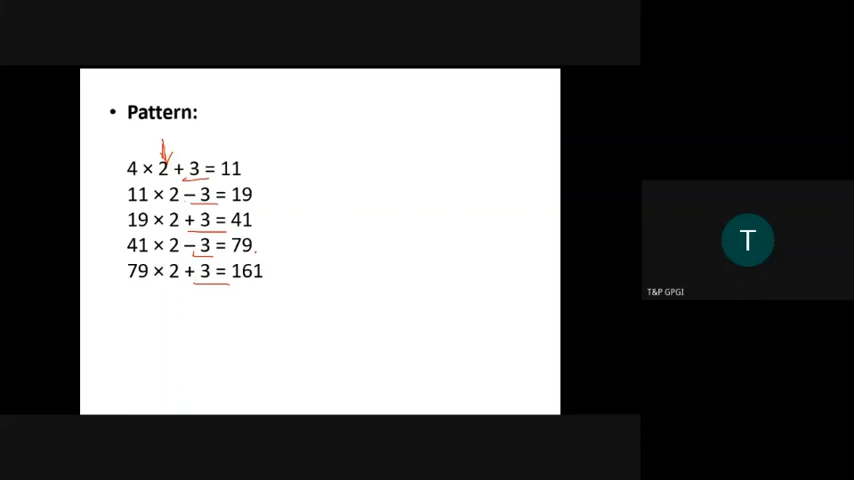 • Pattern:
4 × 2 + 3 = 11
11 × 2 – 3 = 19
19 × 2 + 3 = 41
41 × 2 – 3 = 79
79 × 2 + 3 = 161
T
T&P GPGI